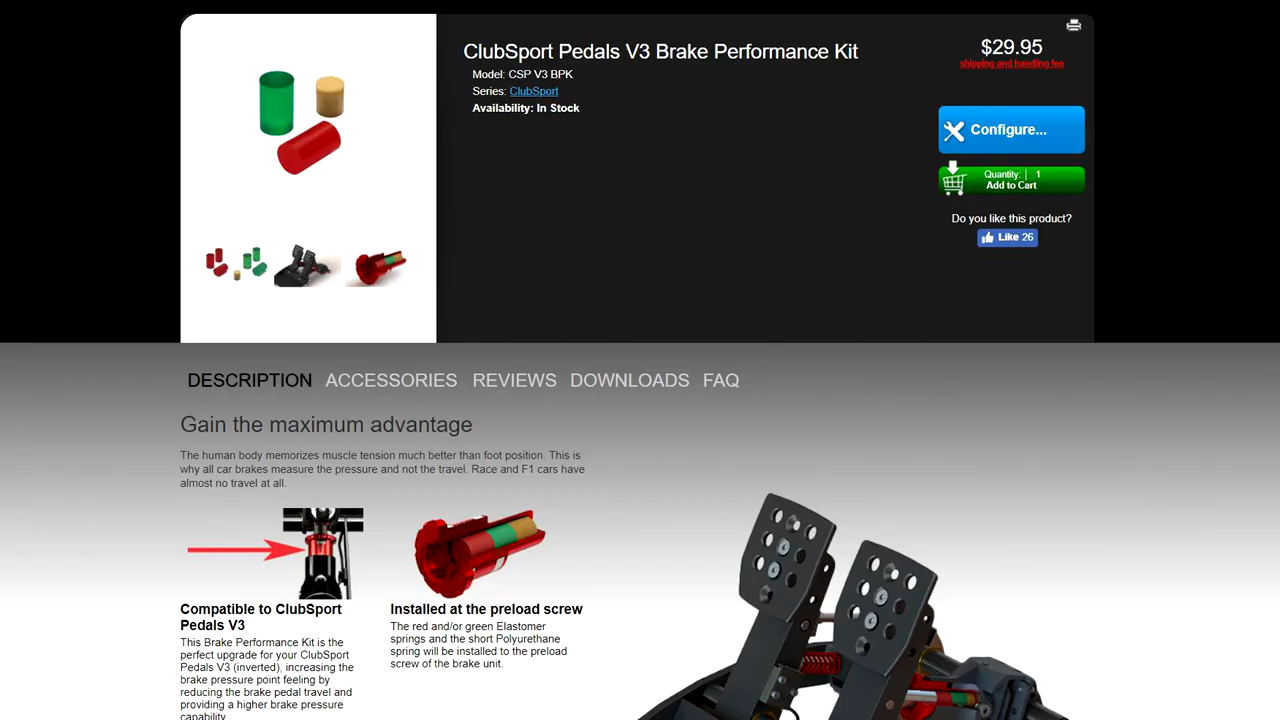 ClubSport Pedals V3 Brake Performance Kit
Model: CSP V3 BPK
Series: ClubSport
Availability: In Stock
$29.95
shipping and handling fee
Configure...
Quantity: 1
Add to Cart
Do you like this product?
Like 26
DESCRIPTION ACCESSORIES REVIEWS DOWNLOADS FAQ
Gain the maximum advantage
The human body memorizes muscle tension much better than foot position. This is
why all car brakes measure the pressure and not the travel. Race and F1 cars have
almost no travel at all.
Compatible to ClubSport
Pedals V3
This Brake Performance Kit is the
perfect upgrade for your ClubSport
Pedals V3 (inverted), increasing the
brake pressure point feeling by
reducing the brake pedal travel and
providing a higher brake pressure
capability.
Installed at the preload screw
The red and/or green Elastomer
springs and the short Polyurethane
spring will be installed to the preload
screw of the brake unit.